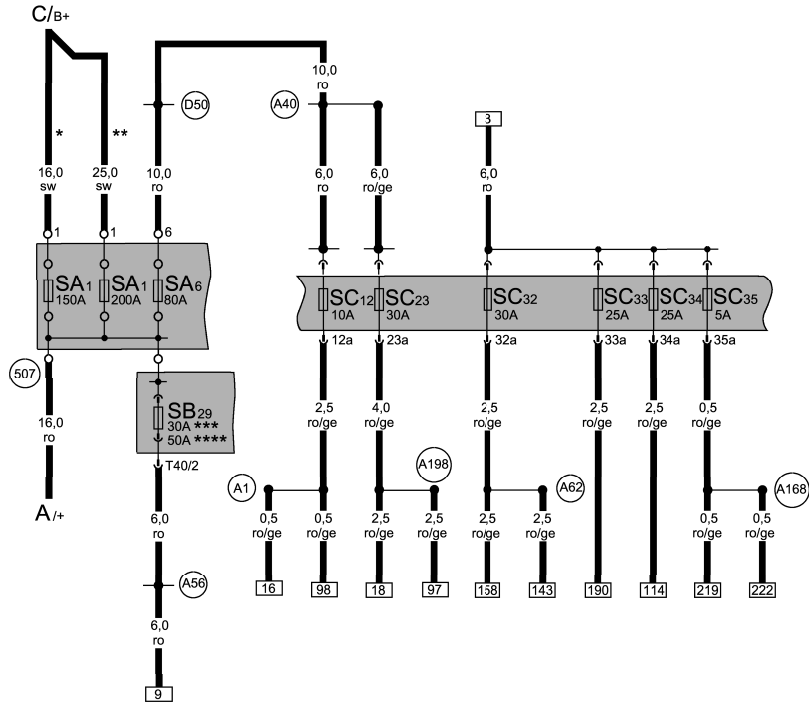 C/B+
10,0
ro
D50
A40
3
*
**
16,0
sw
25,0
sw
10,0
ro
6,0
ro
6,0
ro/ge
6,0
ro
1
1
6
SA1
150A
SA1
200A
SA6
80A
SC12
10A
SC23
30A
SC32
30A
SC33
25A
SC34
25A
SC35
5A
12a
23a
32a
33a
34a
35a
507
16,0
ro
SB29
30A ***
50A ****
2,5
ro/ge
4,0
ro/ge
2,5
ro/ge
2,5
ro/ge
2,5
ro/ge
0,5
ro/ge
T40/2
A198
A1
A62
A168
A/+
6,0
ro
0,5
ro/ge
0,5
ro/ge
2,5
ro/ge
2,5
ro/ge
2,5
ro/ge
2,5
ro/ge
0,5
ro/ge
0,5
ro/ge
A56
16
98
18
97
158
143
190
114
219
222
6,0
ro
9